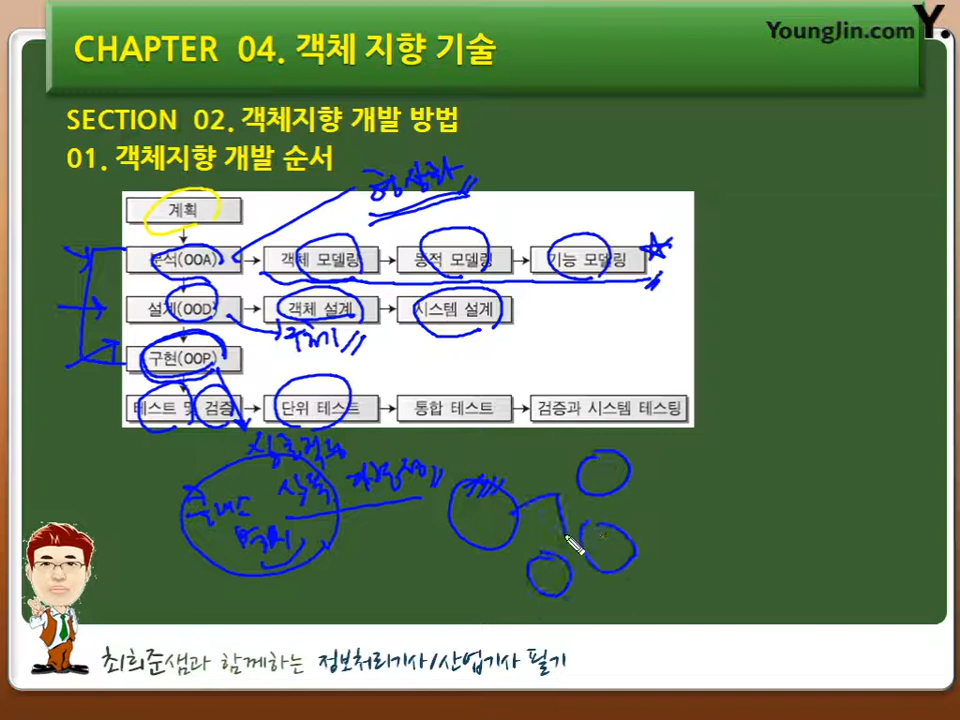 YoungJin.com Y.
CHAPTER 04. 객체 지향 기술
SECTION 02. 객체지향 개발 방법
01. 객체지향 개발 순서
계획
분석(OOA) 객체 모델링 동적 모델링 기능 모델링
설계(OOD) 객체 설계 시스템 설계
구현(OOP)
테스트 및 검증 단위 테스트 통합 테스트 검증과 시스템 테스팅
상속
최희준샘과 함께하는 정보처리기사/산업기사 필기